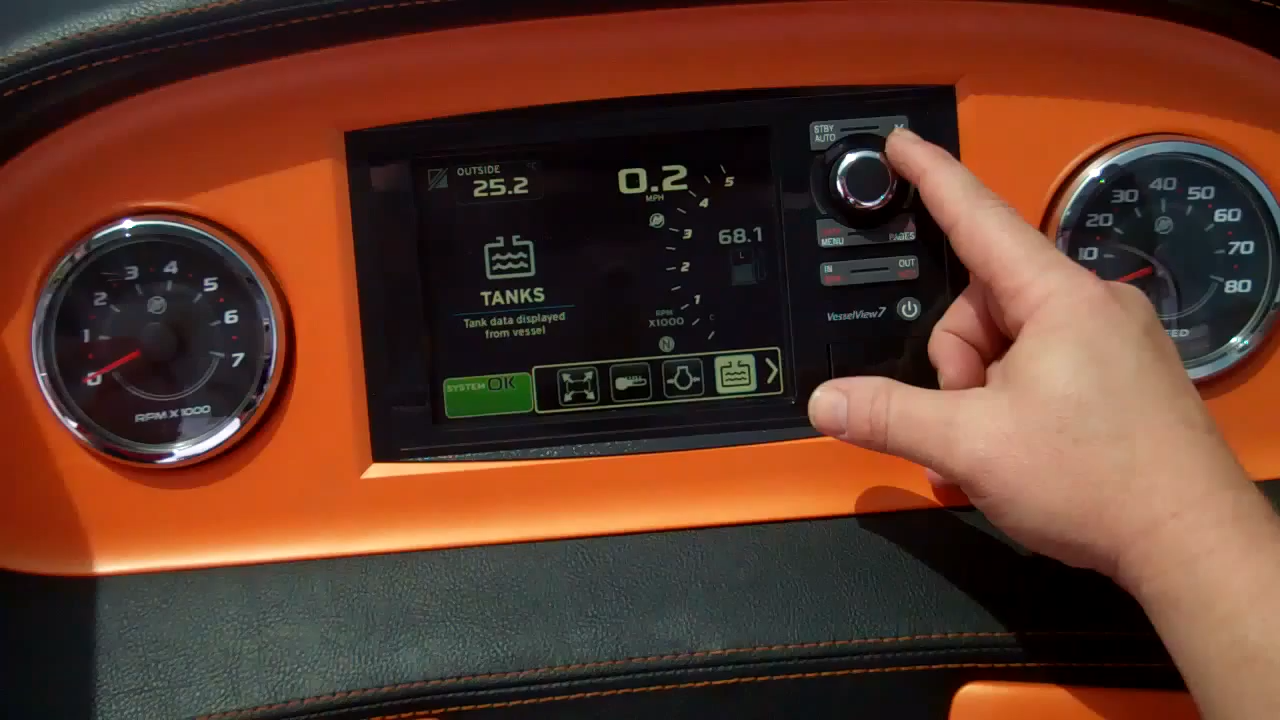 1
2
3
4
5
6
7
0
RPM X 1000
OUTSIDE
°C
25.2
0.2
MPH
5
4
3
2
1
RPM
X1000
N
68.1
L
C
TANKS
Tank data displayed
from vessel
SYSTEM OK
STBY
AUTO
X
MENU
PAGES
IN
OUT
VesselView 7
10
20
30
40
50
60
70
80